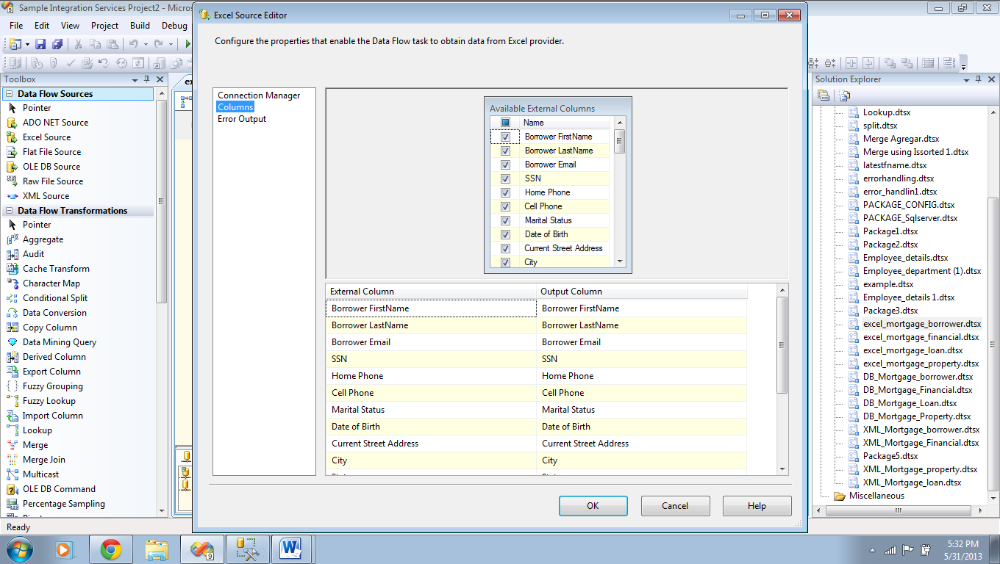 Sample Integration Services Project2 - Micros
File Edit View Project Build Debug
Toolbox
Data Flow Sources
Pointer
ADO NET Source
Excel Source
Flat File Source
OLE DB Source
Raw File Source
XML Source
Data Flow Transformations
Pointer
Aggregate
Audit
Cache Transform
Character Map
Conditional Split
Data Conversion
Copy Column
Data Mining Query
Derived Column
Export Column
Fuzzy Grouping
Fuzzy Lookup
Import Column
Lookup
Merge
Merge Join
Multicast
OLE DB Command
Percentage Sampling
ex
Excel Source Editor
Configure the properties that enable the Data Flow task to obtain data from Excel provider.
Connection Manager
Columns
Error Output
Available External Columns
Name
Borrower FirstName
Borrower LastName
Borrower Email
SSN
Home Phone
Cell Phone
Marital Status
Date of Birth
Current Street Address
City
External Column Output Column
Borrower FirstName Borrower FirstName
Borrower LastName Borrower LastName
Borrower Email Borrower Email
SSN SSN
Home Phone Home Phone
Cell Phone Cell Phone
Marital Status Marital Status
Date of Birth Date of Birth
Current Street Address Current Street Address
City City
OK Cancel Help
Solution Explorer
Lookup.dtsx
split.dtsx
Merge Agregar.dtsx
Merge using Issorted 1.dtsx
latestfname.dtsx
errorhandling.dtsx
error_handlin1.dtsx
PACKAGE_CONFIG.dtsx
PACKAGE_Sqlserver.dtsx
Package1.dtsx
Package2.dtsx
Employee_details.dtsx
Employee_department (1).dtsx
example.dtsx
Employee_details 1.dtsx
Package3.dtsx
excel_mortgage_borrower.dtsx
excel_mortgage_financial.dtsx
excel_mortgage_loan.dtsx
excel_mortgage_property.dtsx
DB_Mortgage_borrower.dtsx
DB_Mortgage_Financial.dtsx
DB_Mortgage_Loan.dtsx
DB_Mortgage_Property.dtsx
XML_Mortgage_borrower.dtsx
XML_Mortgage_Financial.dtsx
Package5.dtsx
XML_Mortgage_property.dtsx
XML_Mortgage_loan.dtsx
Miscellaneous
Ready
9
5:32 PM
5/31/2013